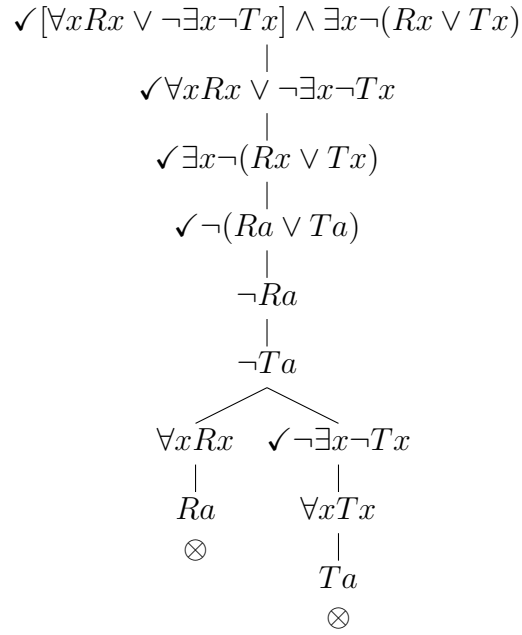 ✓[∀xRx ∨ ¬∃x¬Tx] ∧ ∃x¬(Rx ∨ Tx)
✓∀xRx ∨ ¬∃x¬Tx
✓∃x¬(Rx ∨ Tx)
✓¬(Ra ∨ Ta)
¬Ra
¬Ta
∀xRx ✓¬∃x¬Tx
Ra ∀xTx
⊗
Ta
⊗